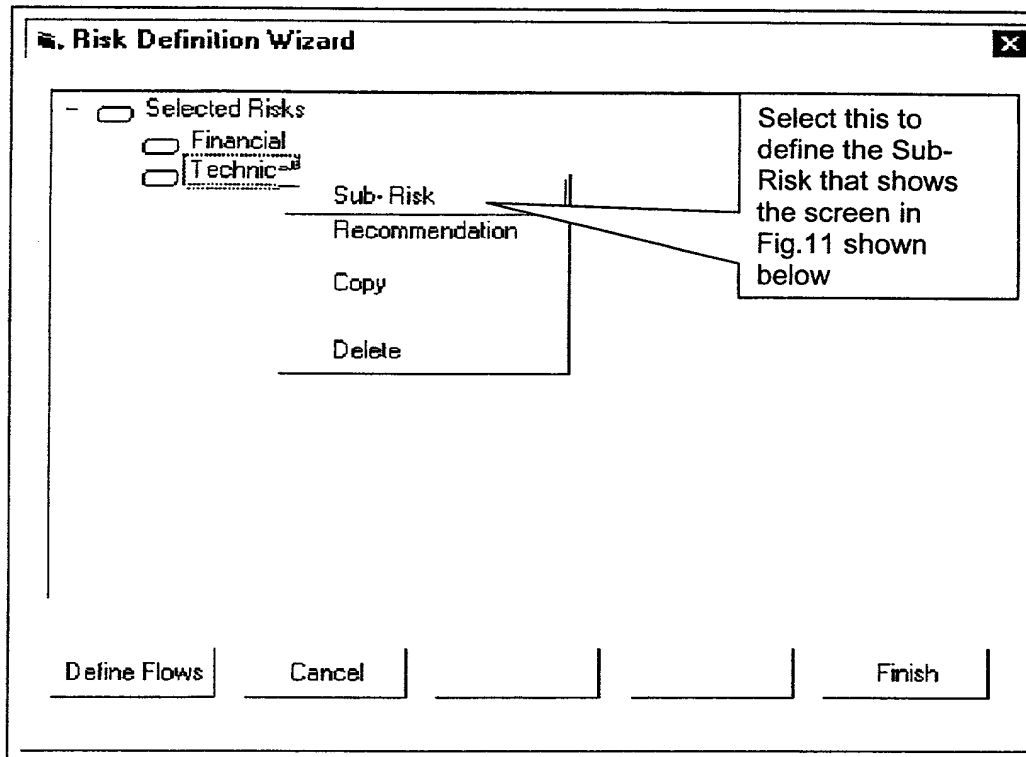 Risk Definition Wizard
Selected Risks
Financial
Technic
Sub-Risk
Recommendation
Copy
Delete
Select this to
define the Sub-
Risk that shows
the screen in
Fig.11 shown
below
Define Flows
Cancel
Finish